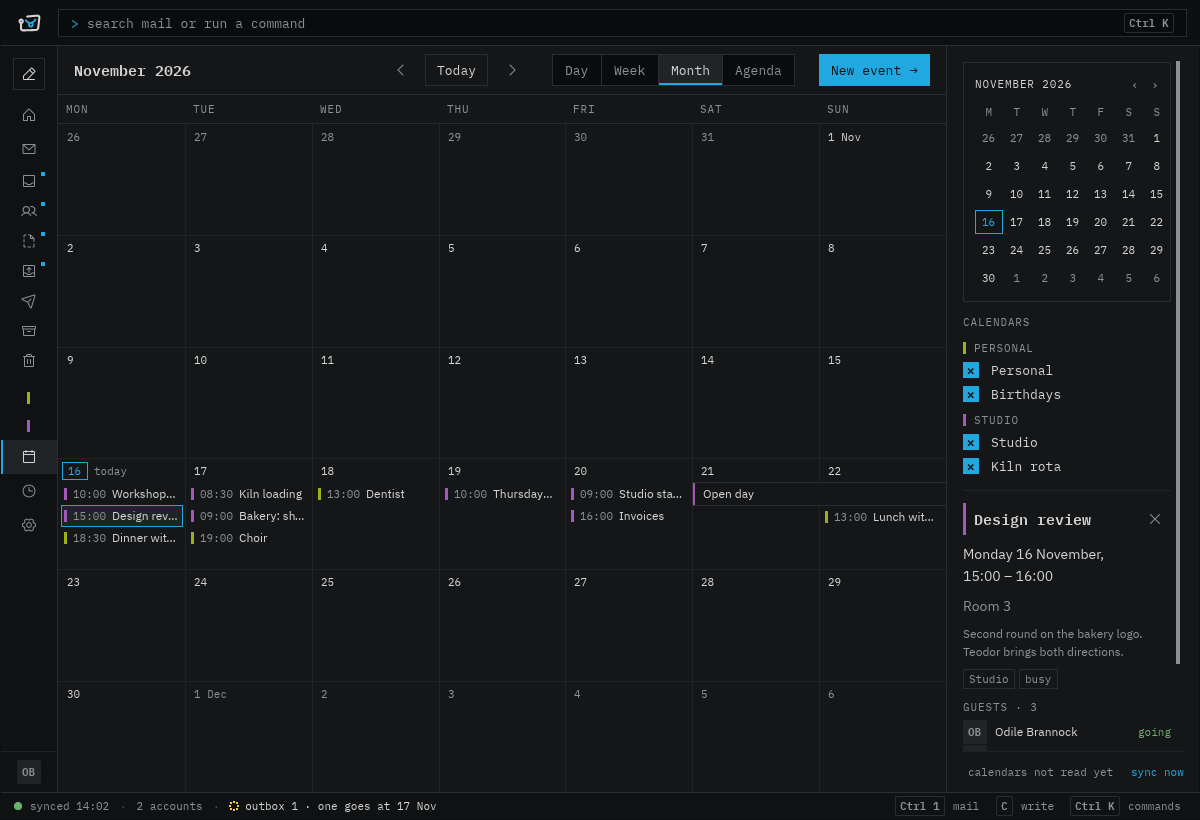 > search mail or run a command Ctrl K
November 2026 Today Day Week Month Agenda New event →
MON TUE WED THU FRI SAT SUN
26 27 28 29 30 31 1 Nov
2 3 4 5 6 7 8
9 10 11 12 13 14 15
16 today 17 18 19 20 21 22
10:00 Workshop… 08:30 Kiln loading 13:00 Dentist 10:00 Thursday… 09:00 Studio sta… Open day
15:00 Design rev… 09:00 Bakery: sh… 16:00 Invoices 13:00 Lunch wit…
18:30 Dinner wit… 19:00 Choir
23 24 25 26 27 28 29
30 1 Dec 2 3 4 5 6
NOVEMBER 2026 ‹ ›
M T W T F S S
26 27 28 29 30 31 1
2 3 4 5 6 7 8
9 10 11 12 13 14 15
16 17 18 19 20 21 22
23 24 25 26 27 28 29
30 1 2 3 4 5 6
CALENDARS
PERSONAL
× Personal
× Birthdays
STUDIO
× Studio
× Kiln rota
Design review
Monday 16 November,
15:00 – 16:00
Room 3
Second round on the bakery logo.
Teodor brings both directions.
Studio busy
GUESTS · 3
OB Odile Brannock going
calendars not read yet sync now
OB
synced 14:02 · 2 accounts · outbox 1 · one goes at 17 Nov Ctrl 1 mail C write Ctrl K commands